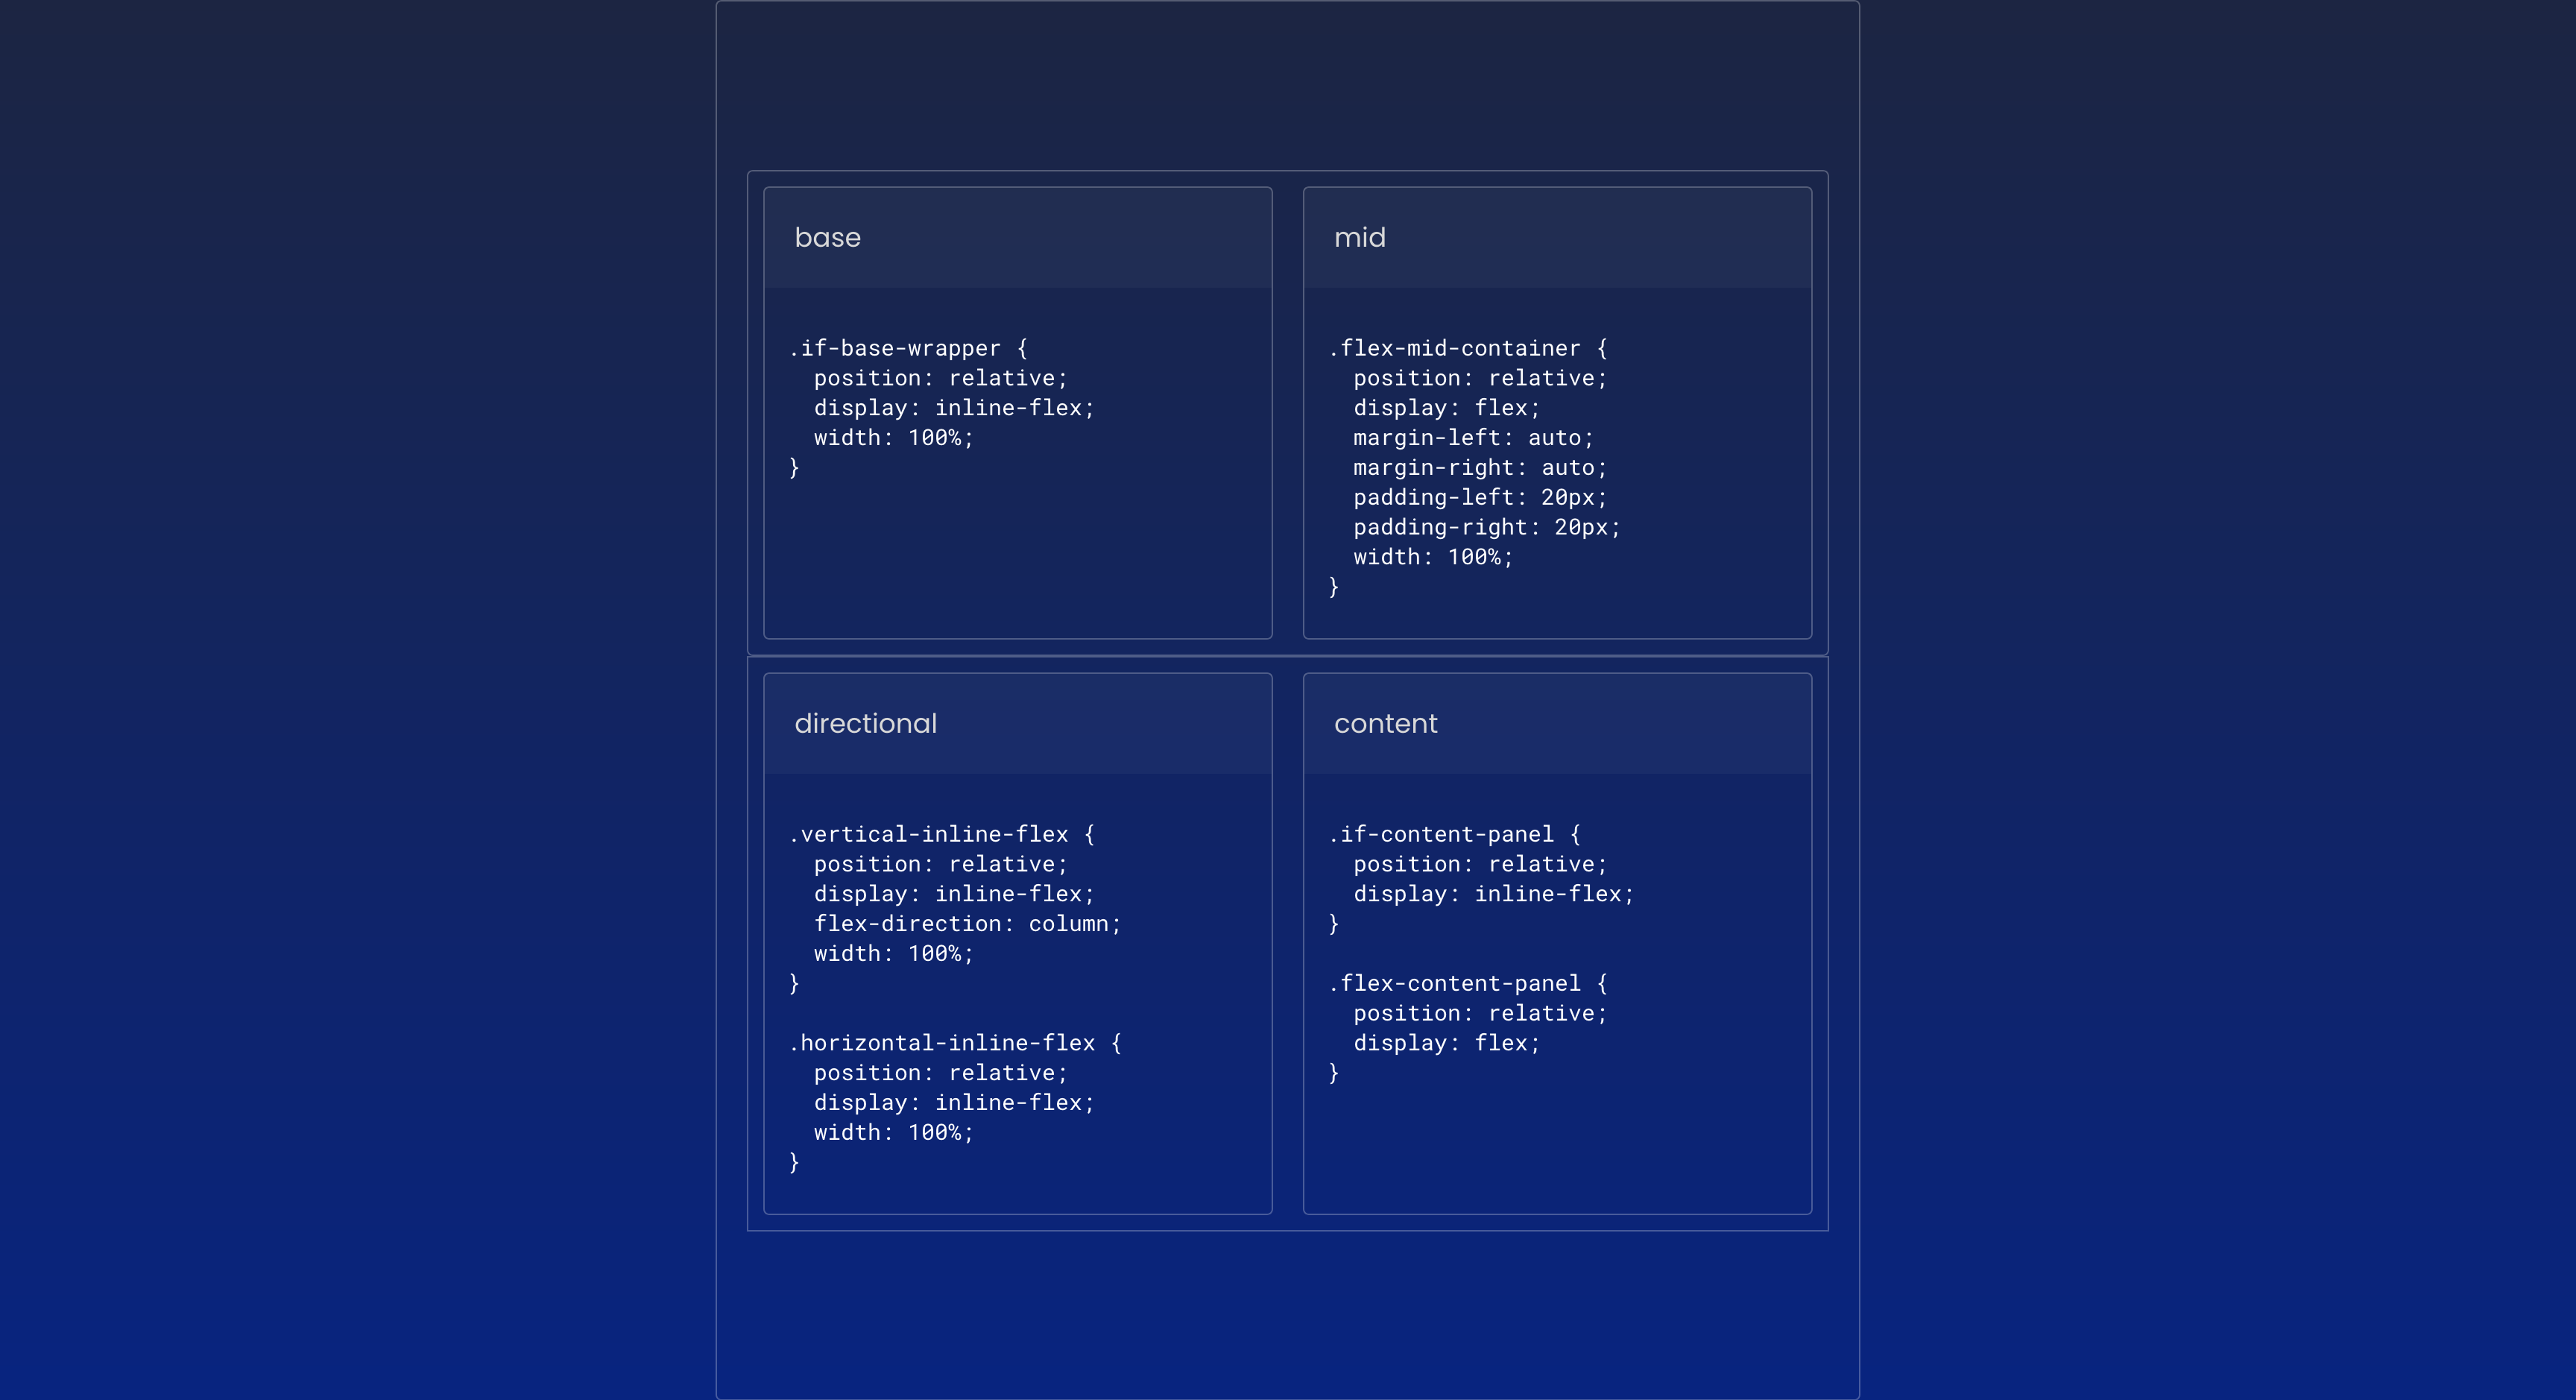 base
.if-base-wrapper {
  position: relative;
  display: inline-flex;
  width: 100%;
}
mid
.flex-mid-container {
  position: relative;
  display: flex;
  margin-left: auto;
  margin-right: auto;
  padding-left: 20px;
  padding-right: 20px;
  width: 100%;
}
directional
.vertical-inline-flex {
  position: relative;
  display: inline-flex;
  flex-direction: column;
  width: 100%;
}
.horizontal-inline-flex {
  position: relative;
  display: inline-flex;
  width: 100%;
}
content
.if-content-panel {
  position: relative;
  display: inline-flex;
}
.flex-content-panel {
  position: relative;
  display: flex;
}